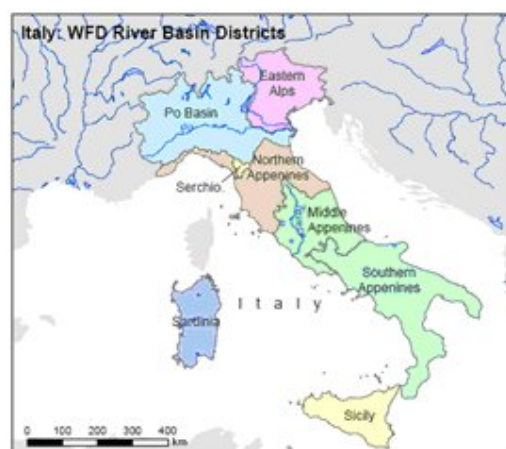 Italy: WFD River Basin Districts
Eastern
Alps
Po Basin
Northern
Appenines
Serchio
Middle
Appenines
Southern
Appenines
Italy
Sardinia
Sicily
0 100 200 300 400
km